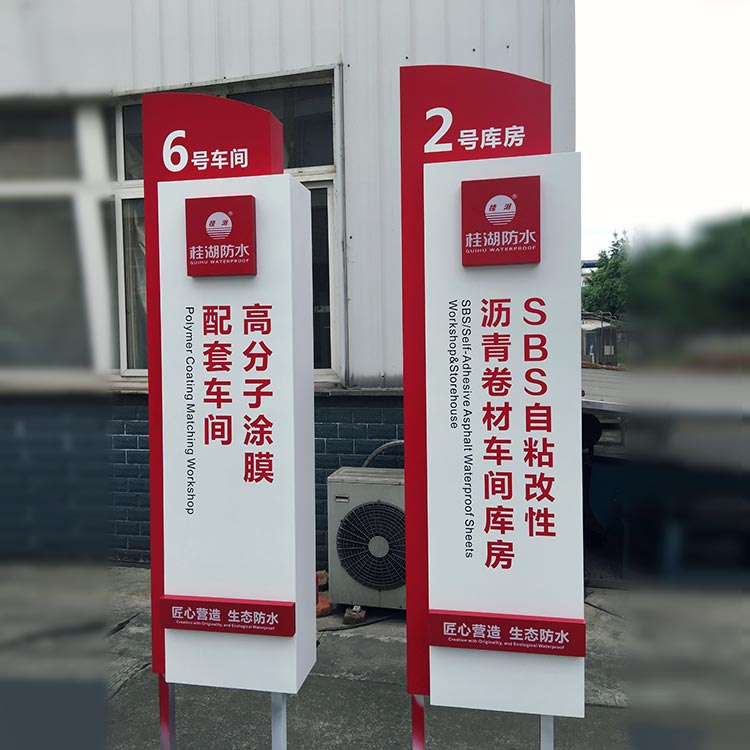 6号车间
桂湖
®
桂湖防水
GUIHU WATERPROOF
高分子涂膜
配套车间
Polymer Coating Matching Workshop
匠心营造 生态防水
Creation with Originality, and Ecological Waterproof
2号库房
桂湖
®
桂湖防水
GUIHU WATERPROOF
SBS自粘改性
沥青卷材车间库房
SBS/Self-Adhesive Asphalt Waterproof Sheets
Workshop&Storehouse
匠心营造 生态防水
Creation with Originality, and Ecological Waterproof